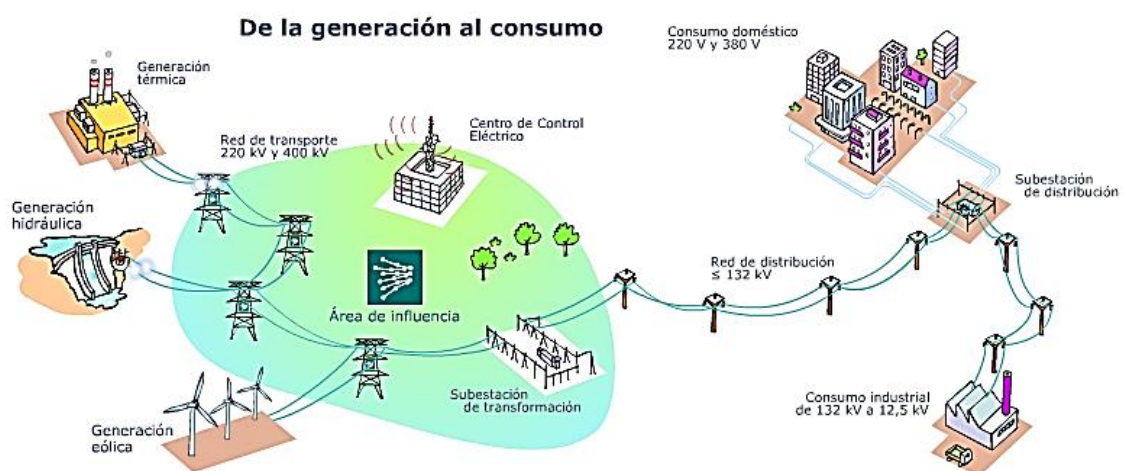 De la generación al consumo
Generación
térmica
Red de transporte
220 kV y 400 kV
Centro de Control
Eléctrico
Consumo doméstico
220 V y 380 V
Generación
hidráulica
Subestación
de distribución
Red de distribución
≤ 132 kV
Área de influencia
Subestación
de transformación
Consumo industrial
de 132 kV a 12,5 kV
Generación
eólica